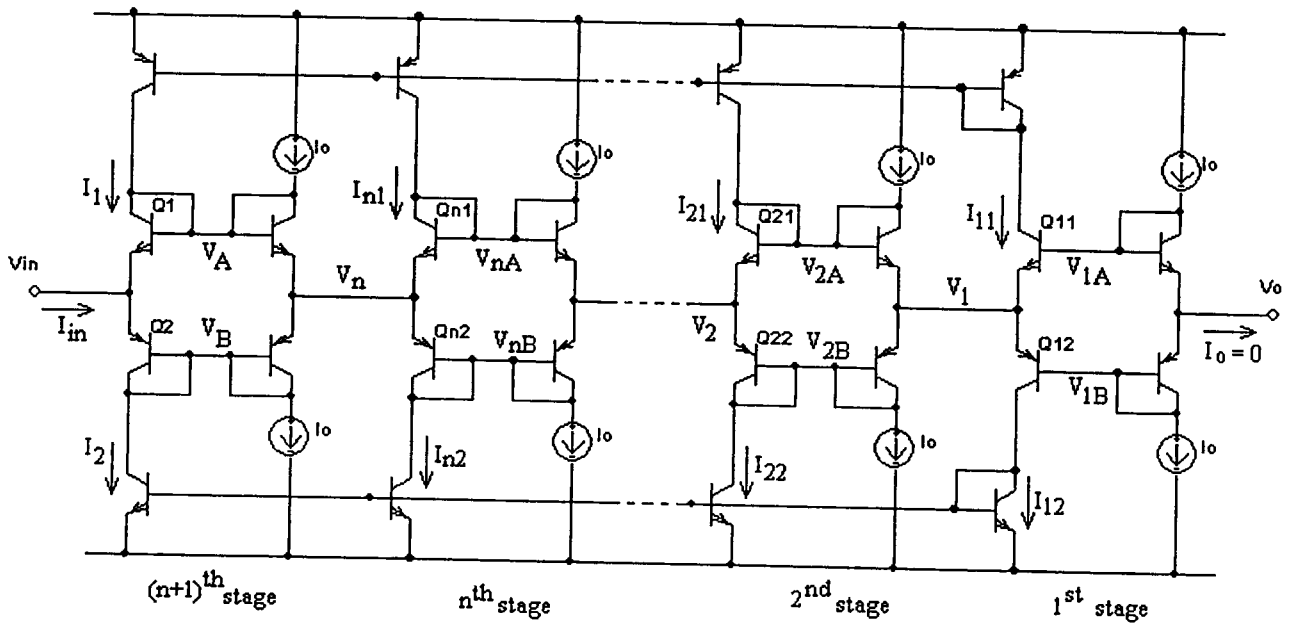 Io
Io
Io
Io
I1
Q1
In1
Qn1
I21
Q21
I11
Q11
Vin
VA
Vn
VnA
V2A
V1
V1A
Vo
Iin
Q2
VB
Qn2
VnB
V2
Q22
V2B
Q12
V1B
Io = 0
I2
Io
In2
Io
I22
Io
I12
Io
(n+1)th stage
nth stage
2nd stage
1st stage